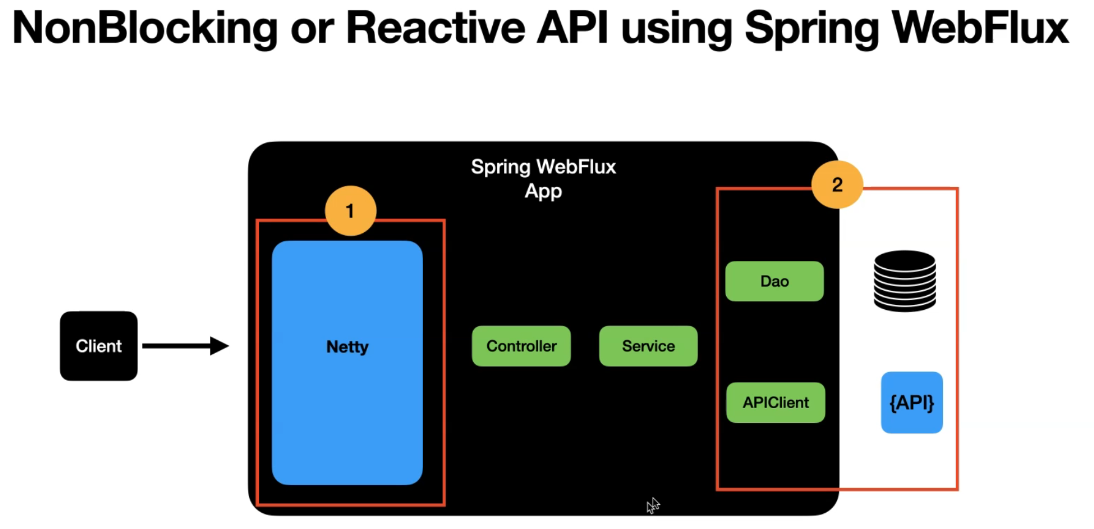 NonBlocking or Reactive API using Spring WebFlux
Spring WebFlux
App
1
2
Client
Netty
Controller
Service
Dao
APIClient
{API}